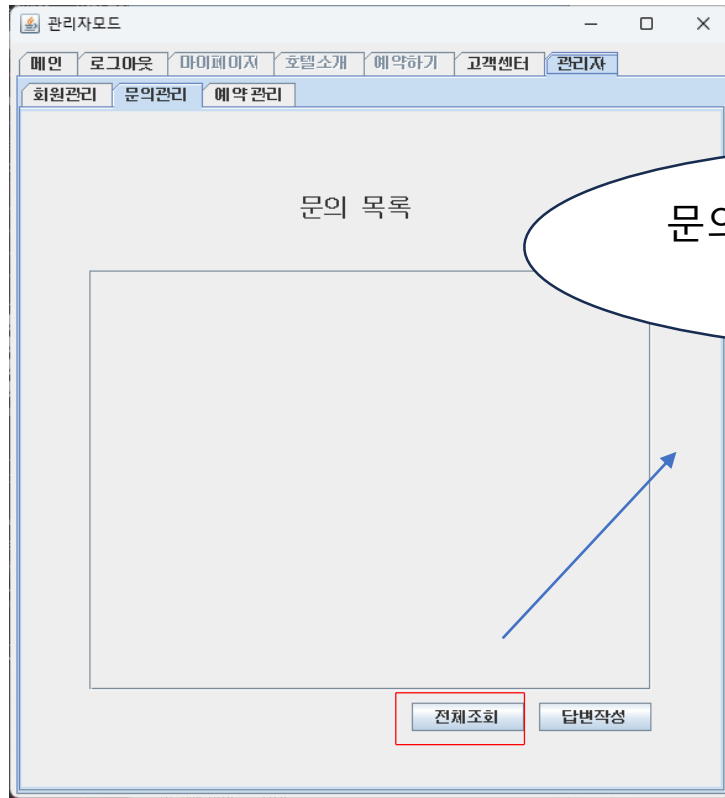 관리자모드
메인 로그아웃 마이페이지 호텔소개 예약하기 고객센터 관리자
회원관리 문의관리 예약관리
문의 목록
문의
전체조회 답변작성